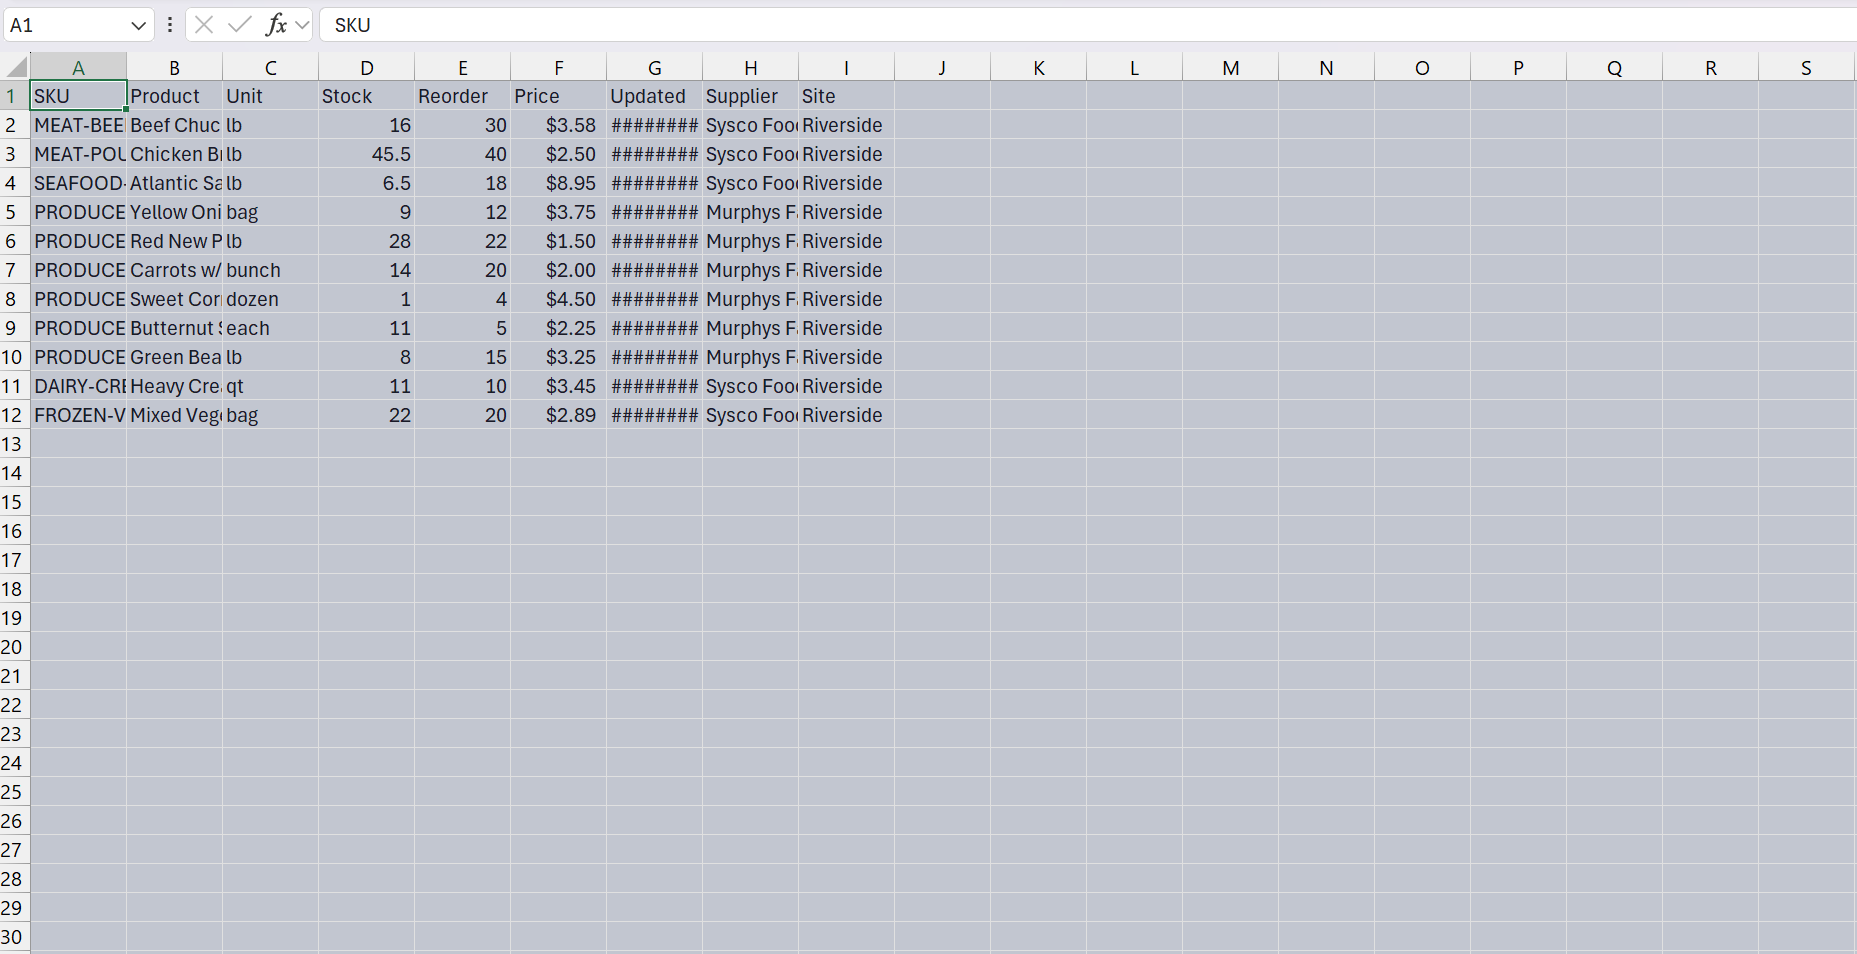 A1 fx SKU
A B C D E F G H I J K L M N O P Q R S
1 SKU Product Unit Stock Reorder Price Updated Supplier Site
2 MEAT-BEE Beef Chuc lb 16 30 $3.58 ######## Sysco Foo Riverside
3 MEAT-POU Chicken B lb 45.5 40 $2.50 ######## Sysco Foo Riverside
4 SEAFOOD- Atlantic Sa lb 6.5 18 $8.95 ######## Sysco Foo Riverside
5 PRODUCE Yellow Oni bag 9 12 $3.75 ######## Murphys F Riverside
6 PRODUCE Red New P lb 28 22 $1.50 ######## Murphys F Riverside
7 PRODUCE Carrots w/ bunch 14 20 $2.00 ######## Murphys F Riverside
8 PRODUCE Sweet Cor dozen 1 4 $4.50 ######## Murphys F Riverside
9 PRODUCE Butternut each 11 5 $2.25 ######## Murphys F Riverside
10 PRODUCE Green Bea lb 8 15 $3.25 ######## Murphys F Riverside
11 DAIRY-CRE Heavy Cre qt 11 10 $3.45 ######## Sysco Foo Riverside
12 FROZEN-V Mixed Veg bag 22 20 $2.89 ######## Sysco Foo Riverside
13
14
15
16
17
18
19
20
21
22
23
24
25
26
27
28
29
30